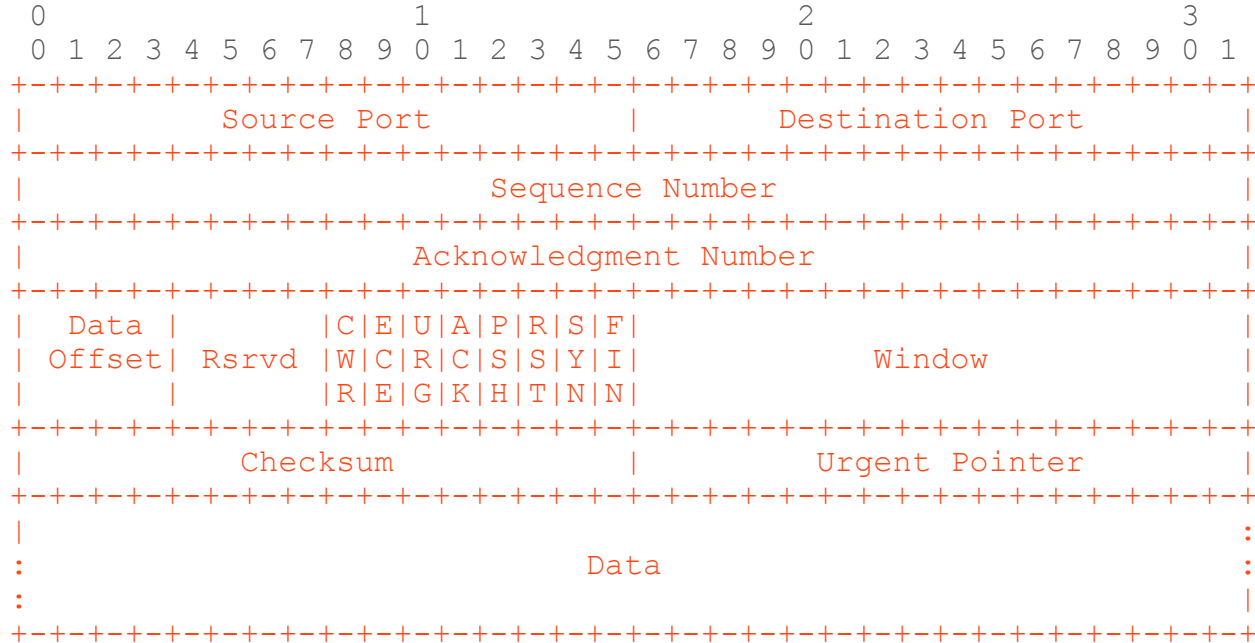 0                   1                   2                   3
 0 1 2 3 4 5 6 7 8 9 0 1 2 3 4 5 6 7 8 9 0 1 2 3 4 5 6 7 8 9 0 1
+-+-+-+-+-+-+-+-+-+-+-+-+-+-+-+-+-+-+-+-+-+-+-+-+-+-+-+-+-+-+-+-+
|          Source Port          |       Destination Port        |
+-+-+-+-+-+-+-+-+-+-+-+-+-+-+-+-+-+-+-+-+-+-+-+-+-+-+-+-+-+-+-+-+
|                        Sequence Number                        |
+-+-+-+-+-+-+-+-+-+-+-+-+-+-+-+-+-+-+-+-+-+-+-+-+-+-+-+-+-+-+-+-+
|                    Acknowledgment Number                      |
+-+-+-+-+-+-+-+-+-+-+-+-+-+-+-+-+-+-+-+-+-+-+-+-+-+-+-+-+-+-+-+-+
|  Data |       |C|E|U|A|P|R|S|F|                               |
| Offset| Rsrvd |W|C|R|C|S|S|Y|I|            Window             |
|       |       |R|E|G|K|H|T|N|N|                               |
+-+-+-+-+-+-+-+-+-+-+-+-+-+-+-+-+-+-+-+-+-+-+-+-+-+-+-+-+-+-+-+-+
|           Checksum            |         Urgent Pointer        |
+-+-+-+-+-+-+-+-+-+-+-+-+-+-+-+-+-+-+-+-+-+-+-+-+-+-+-+-+-+-+-+-+
|                                                               :
:                             Data                              :
:                                                               |
+-+-+-+-+-+-+-+-+-+-+-+-+-+-+-+-+-+-+-+-+-+-+-+-+-+-+-+-+-+-+-+-+